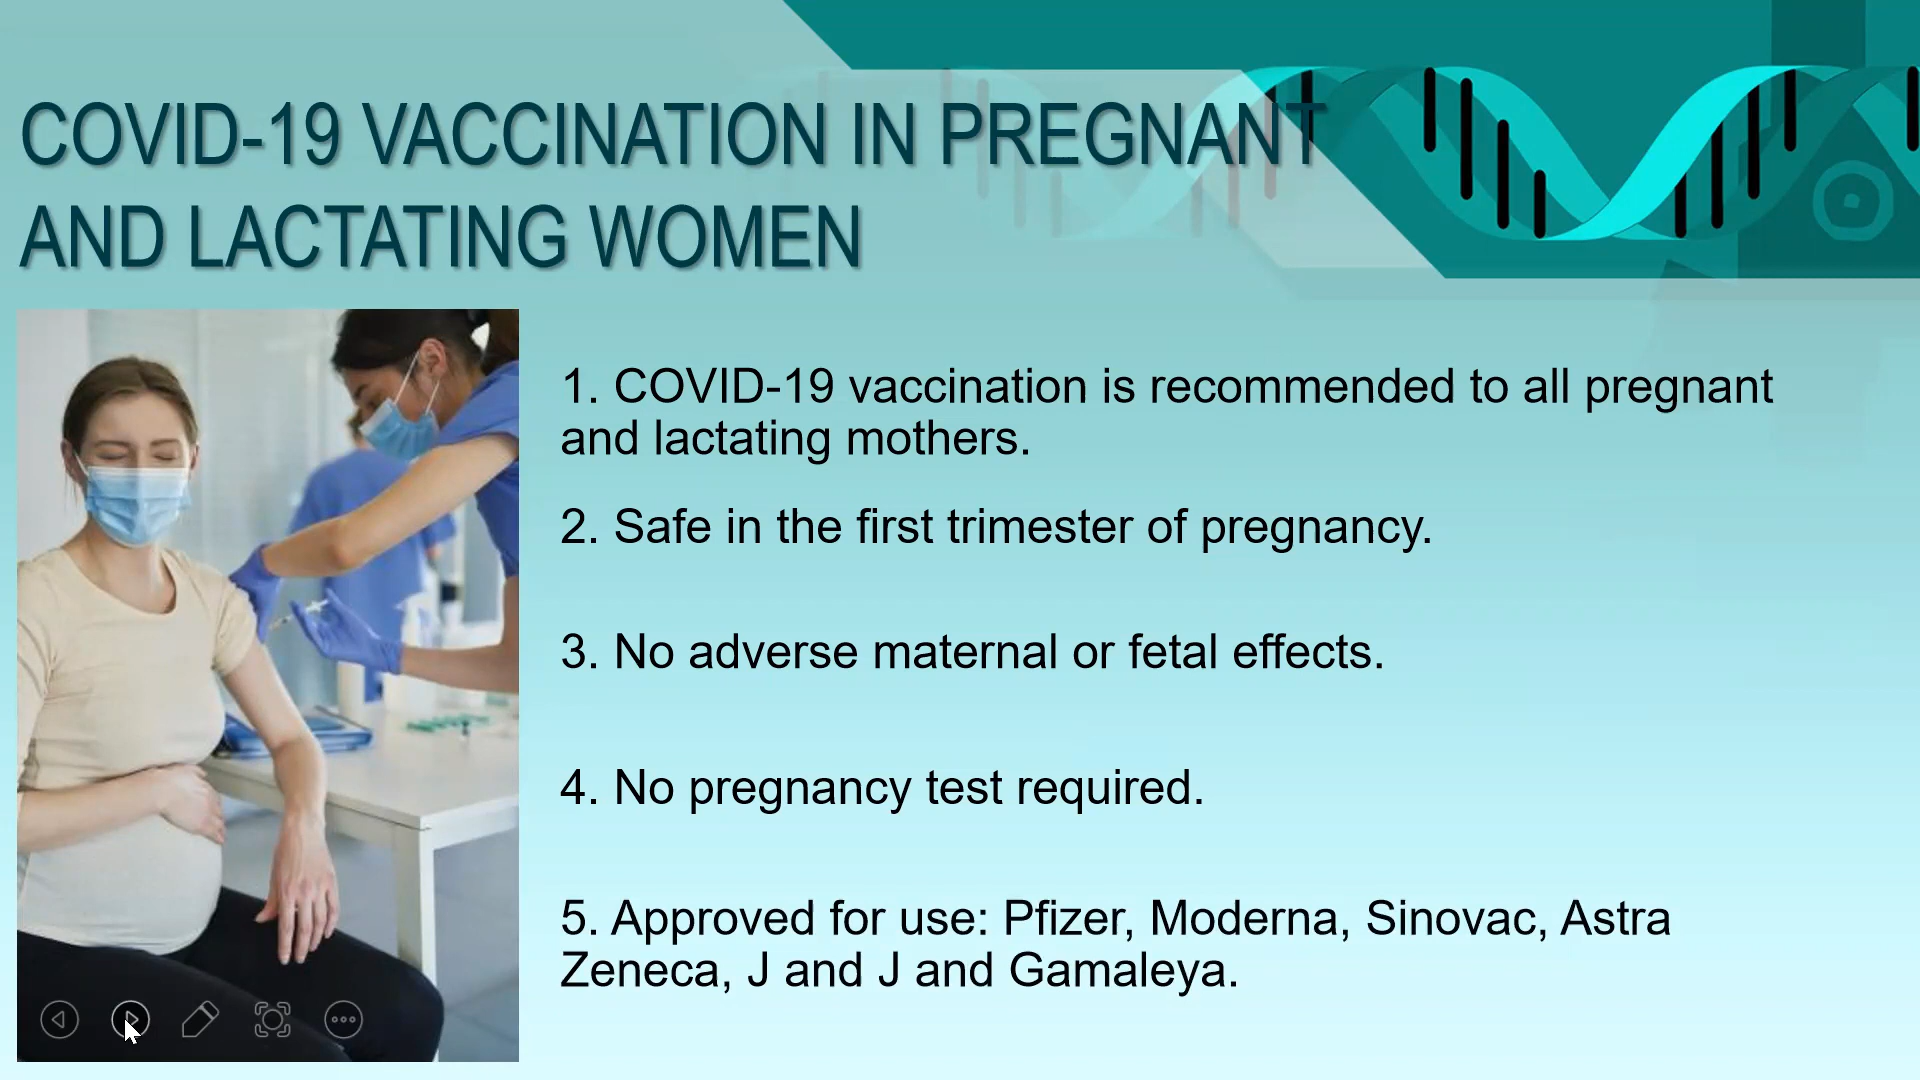 COVID-19 VACCINATION IN PREGNANT
AND LACTATING WOMEN
1. COVID-19 vaccination is recommended to all pregnant
and lactating mothers.
2. Safe in the first trimester of pregnancy.
3. No adverse maternal or fetal effects.
4. No pregnancy test required.
5. Approved for use: Pfizer, Moderna, Sinovac, Astra
Zeneca, J and J and Gamaleya.